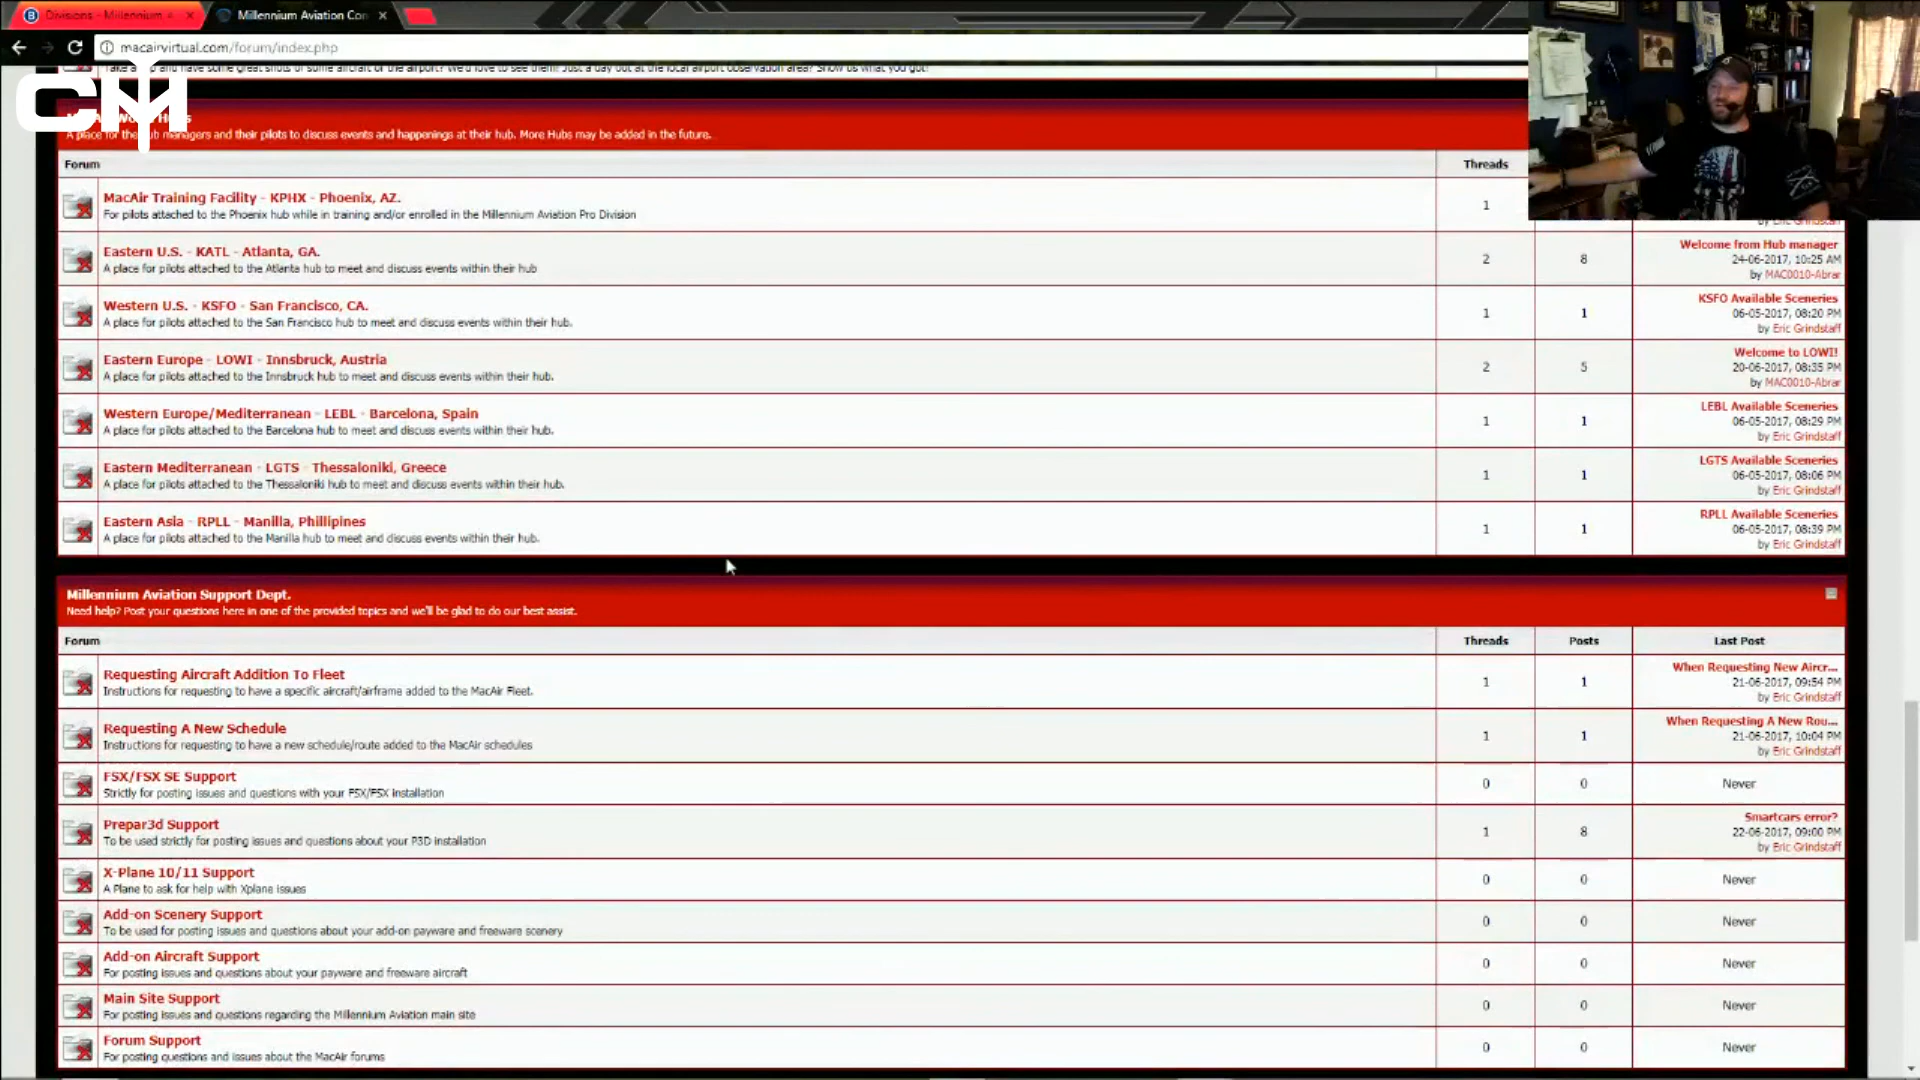 Divisions - Millennium
Millennium Aviation Con
macairvirtual.com/forum/index.php
CM
A place for the hub managers and their pilots to discuss events and happenings at their hub. More Hubs may be added in the future.
Forum Threads
MacAir Training Facility - KPHX - Phoenix, AZ.
For pilots attached to the Phoenix hub while in training and/or enrolled in the Millennium Aviation Pro Division
1
by Eric Grindstaff
Eastern U.S. - KATL - Atlanta, GA.
A place for pilots attached to the Atlanta hub to meet and discuss events within their hub
2 8
Welcome from Hub manager
24-06-2017, 10:25 AM
by MAC0010-Abrar
Western U.S. - KSFO - San Francisco, CA.
A place for pilots attached to the San Francisco hub to meet and discuss events within their hub.
1 1
KSFO Available Sceneries
06-05-2017, 08:20 PM
by Eric Grindstaff
Eastern Europe - LOWI - Innsbruck, Austria
A place for pilots attached to the Innsbruck hub to meet and discuss events within their hub.
2 5
Welcome to LOWI!
20-06-2017, 08:35 PM
by MAC0010-Abrar
Western Europe/Mediterranean - LEBL - Barcelona, Spain
A place for pilots attached to the Barcelona hub to meet and discuss events within their hub.
1 1
LEBL Available Sceneries
06-05-2017, 08:29 PM
by Eric Grindstaff
Eastern Mediterranean - LGTS - Thessaloniki, Greece
A place for pilots attached to the Thessaloniki hub to meet and discuss events within their hub.
1 1
LGTS Available Sceneries
06-05-2017, 08:06 PM
by Eric Grindstaff
Eastern Asia - RPLL - Manilla, Phillipines
A place for pilots attached to the Manilla hub to meet and discuss events within their hub.
1 1
RPLL Available Sceneries
06-05-2017, 08:39 PM
by Eric Grindstaff
Millennium Aviation Support Dept.
Need help? Post your questions here in one of the provided topics and we'll be glad to do our best assist.
Forum Threads Posts Last Post
Requesting Aircraft Addition To Fleet
Instructions for requesting to have a specific aircraft/airframe added to the MacAir Fleet.
1 1
When Requesting New Aircr...
21-06-2017, 09:54 PM
by Eric Grindstaff
Requesting A New Schedule
Instructions for requesting to have a new schedule/route added to the MacAir schedules
1 1
When Requesting A New Rou...
21-06-2017, 10:04 PM
by Eric Grindstaff
FSX/FSX SE Support
Strictly for posting issues and questions with your FSX/FSX installation
0 0 Never
Prepar3d Support
To be used strictly for posting issues and questions about your P3D installation
1 8
Smartcars error?
22-06-2017, 09:00 PM
by Eric Grindstaff
X-Plane 10/11 Support
A Plane to ask for help with Xplane issues
0 0 Never
Add-on Scenery Support
To be used for posting issues and questions about your add-on payware and freeware scenery
0 0 Never
Add-on Aircraft Support
For posting issues and questions about your payware and freeware aircraft
0 0 Never
Main Site Support
For posting issues and questions regarding the Millennium Aviation main site
0 0 Never
Forum Support
For posting questions and issues about the MacAir forums
0 0 Never